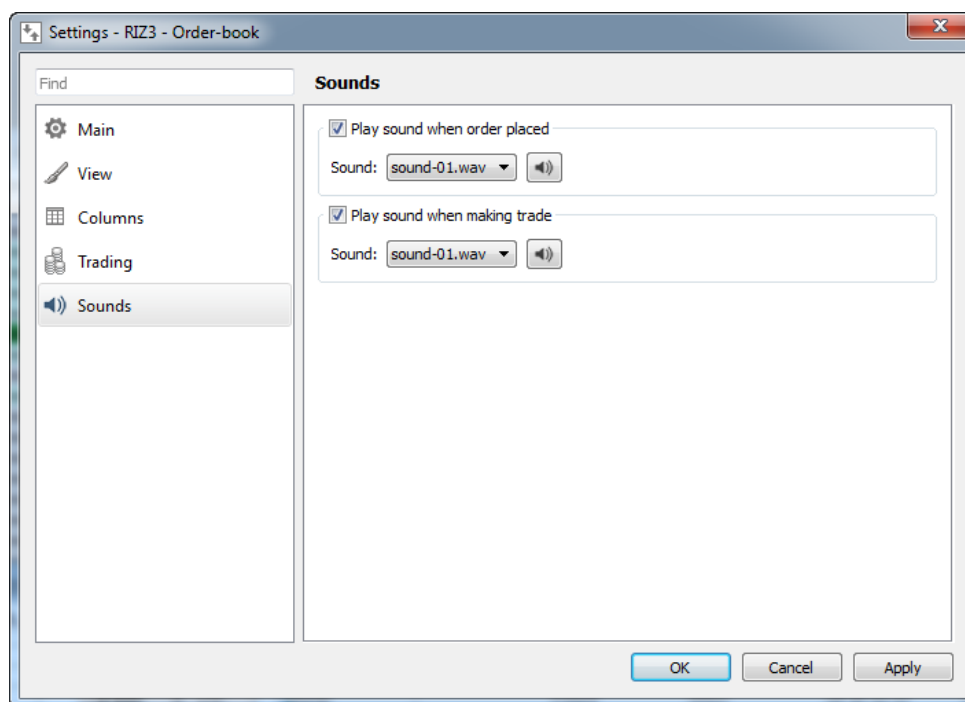 Settings - RIZ3 - Order-book
x
Find
Sounds
Main
View
Columns
Trading
Sounds
Play sound when order placed
Sound: sound-01.wav
Play sound when making trade
Sound: sound-01.wav
OK Cancel Apply